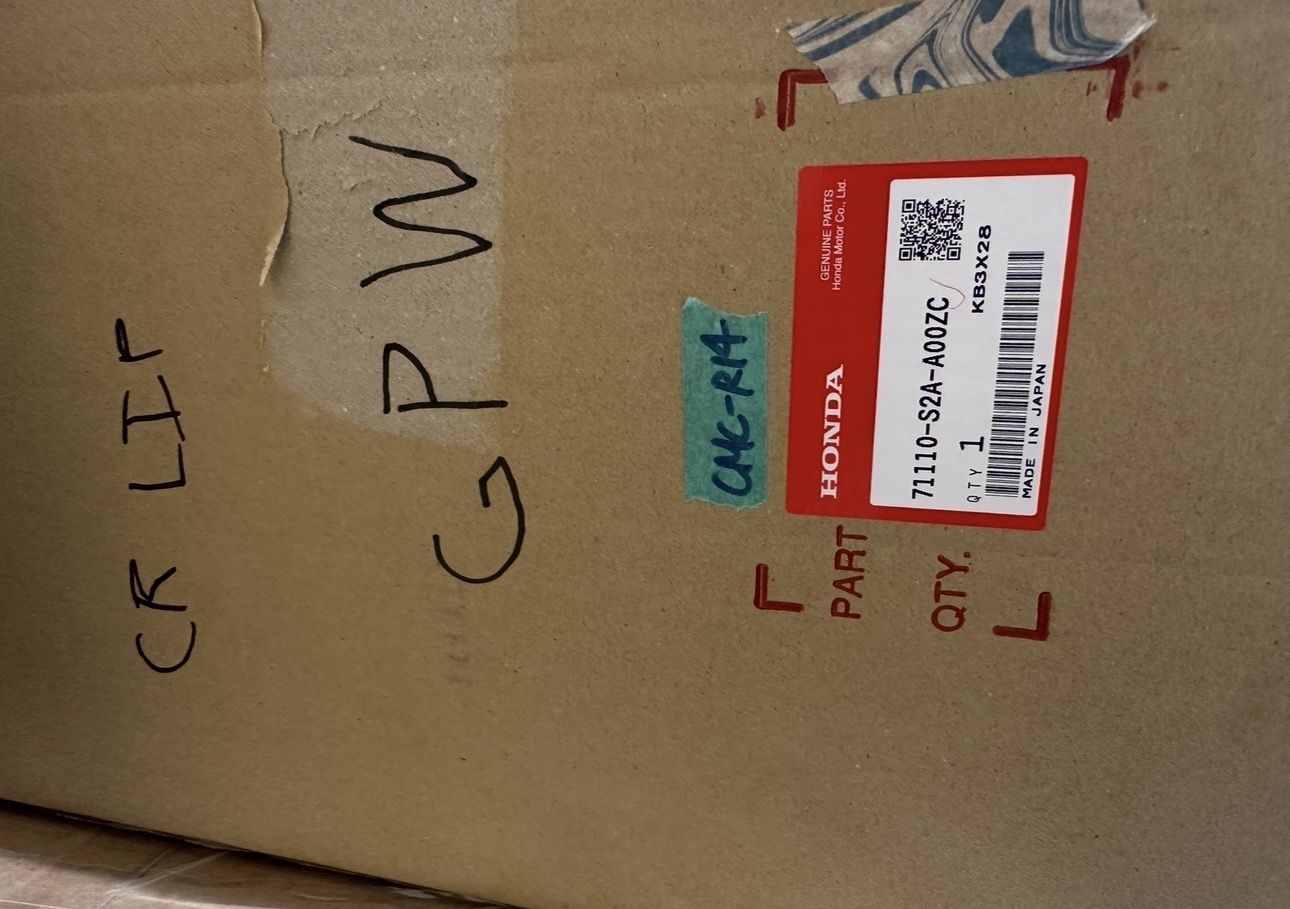 CR LIP
GPW
CMC-R14
HONDA
GENUINE PARTS
Honda Motor Co., Ltd.
71110-S2A-A00ZC
QTY 1
KB3X28
MADE IN JAPAN
PART
QTY.